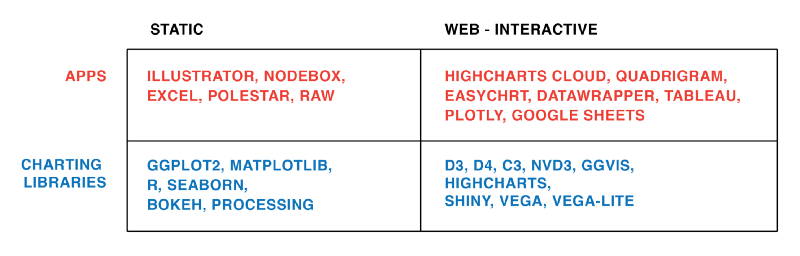 STATIC
WEB - INTERACTIVE
APPS
ILLUSTRATOR, NODEBOX,
EXCEL, POLESTAR, RAW
HIGHCHARTS CLOUD, QUADRIGRAM,
EASYCHRT, DATAWRAPPER, TABLEAU,
PLOTLY, GOOGLE SHEETS
CHARTING
LIBRARIES
GGPLOT2, MATPLOTLIB,
R, SEABORN,
BOKEH, PROCESSING
D3, D4, C3, NVD3, GGVIS,
HIGHCHARTS,
SHINY, VEGA, VEGA-LITE